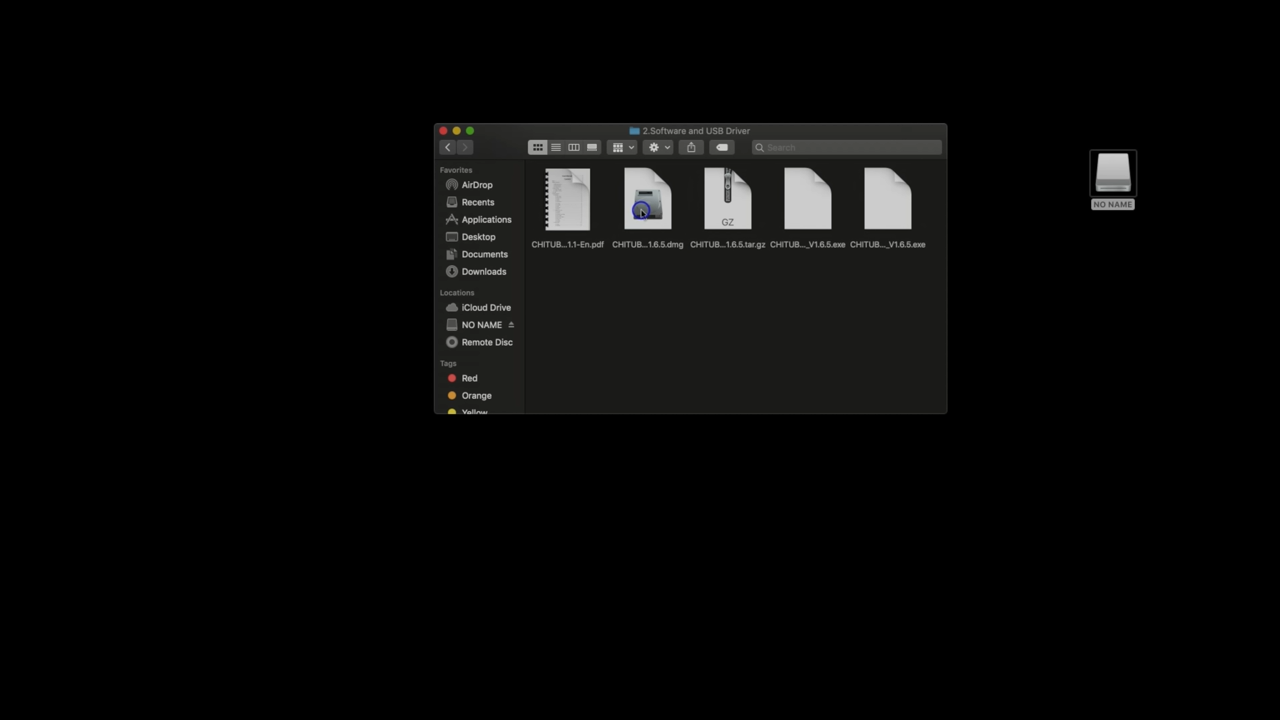 2.Software and USB Driver
Search
Favorites
AirDrop
Recents
Applications
Desktop
Documents
Downloads
Locations
iCloud Drive
NO NAME
Remote Disc
Tags
Red
Orange
Yellow
GZ
CHITUB...1.1-En.pdf
CHITUB...1.6.5.dmg
CHITUB...1.6.5.tar.gz
CHITUB..._V1.6.5.exe
CHITUB..._V1.6.5.exe
NO NAME